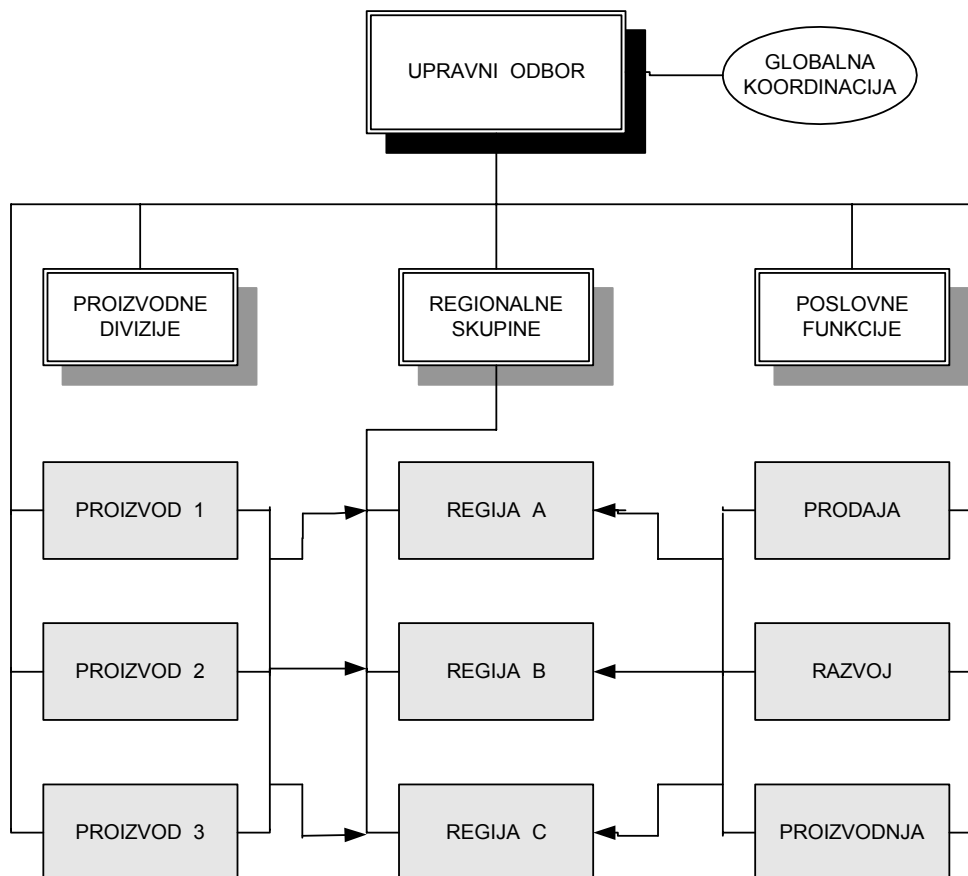 UPRAVNI ODBOR
GLOBALNA
KOORDINACIJA
PROIZVODNE
DIVIZIJE
REGIONALNE
SKUPINE
POSLOVNE
FUNKCIJE
PROIZVOD 1
REGIJA A
PRODAJA
PROIZVOD 2
REGIJA B
RAZVOJ
PROIZVOD 3
REGIJA C
PROIZVODNJA